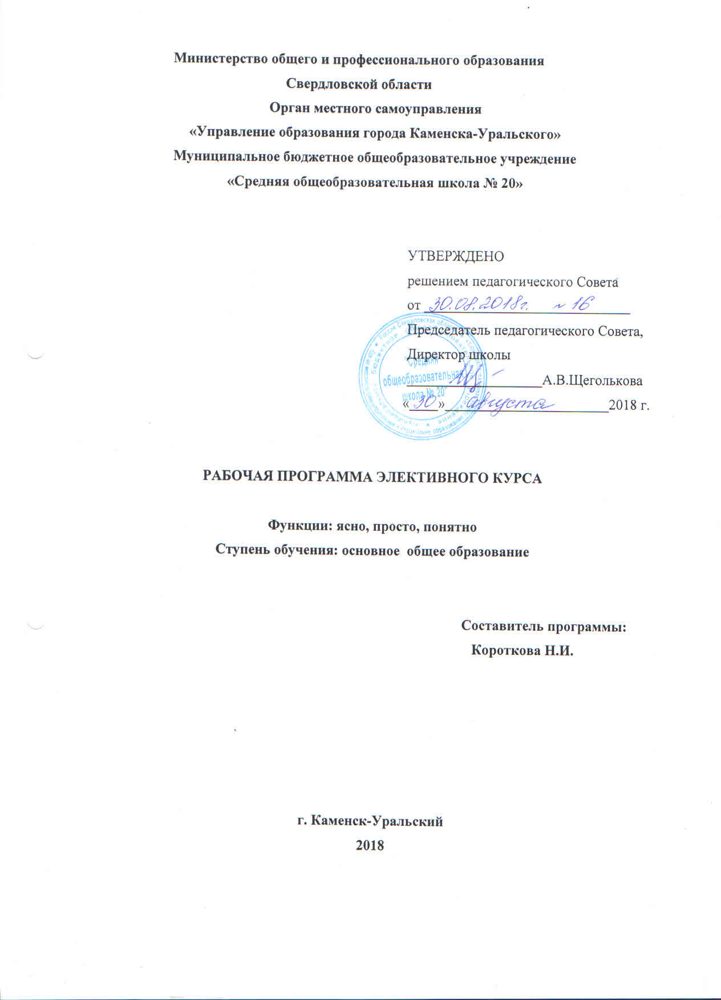 Министерство общего и профессионального образования
Свердловской области
Орган местного самоуправления
«Управление образования города Каменска-Уральского»
Муниципальное бюджетное общеобразовательное учреждение
«Средняя общеобразовательная школа № 20»
УТВЕРЖДЕНО
решением педагогического Совета
от 30.08.2018г. № 16
Председатель педагогического Совета,
Директор школы
А.В.Щеголькова
«30» августа 2018 г.
"Средняя
общеобразовательная
школа № 20"
РАБОЧАЯ ПРОГРАММА ЭЛЕКТИВНОГО КУРСА
Функции: ясно, просто, понятно
Ступень обучения: основное общее образование
Составитель программы:
Короткова Н.И.
г. Каменск-Уральский
2018